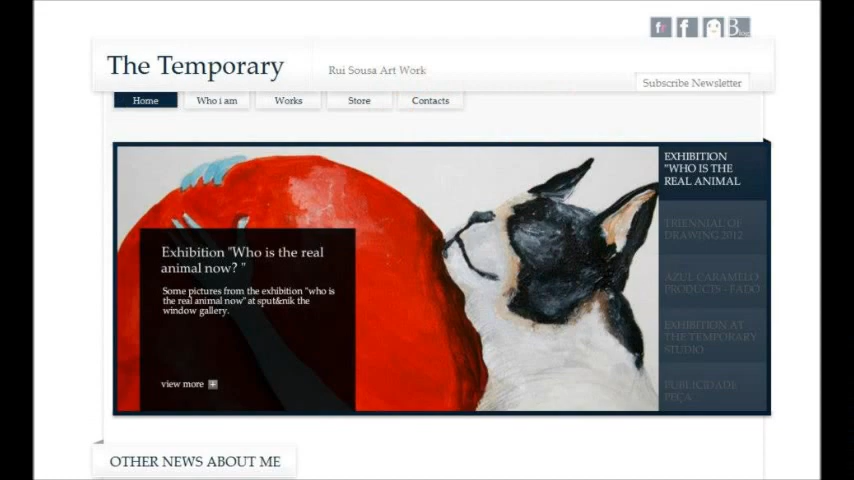 Blog
The Temporary
Rui Sousa Art Work
Subscribe Newsletter
Home
Who i am
Works
Store
Contacts
Exhibition "Who is the real
animal now? "
Some pictures from the exhibition "who is
the real animal now" at sput&nik the
window gallery.
view more
EXHIBITION
"WHO IS THE
REAL ANIMAL
TRIENNIAL OF
DRAWING 2012
AZUL CARAMELO
PRODUCTS - FADO
EXHIBITION AT
THE TEMPORARY
STUDIO
PUBLICIDADE
PEÇA
OTHER NEWS ABOUT ME